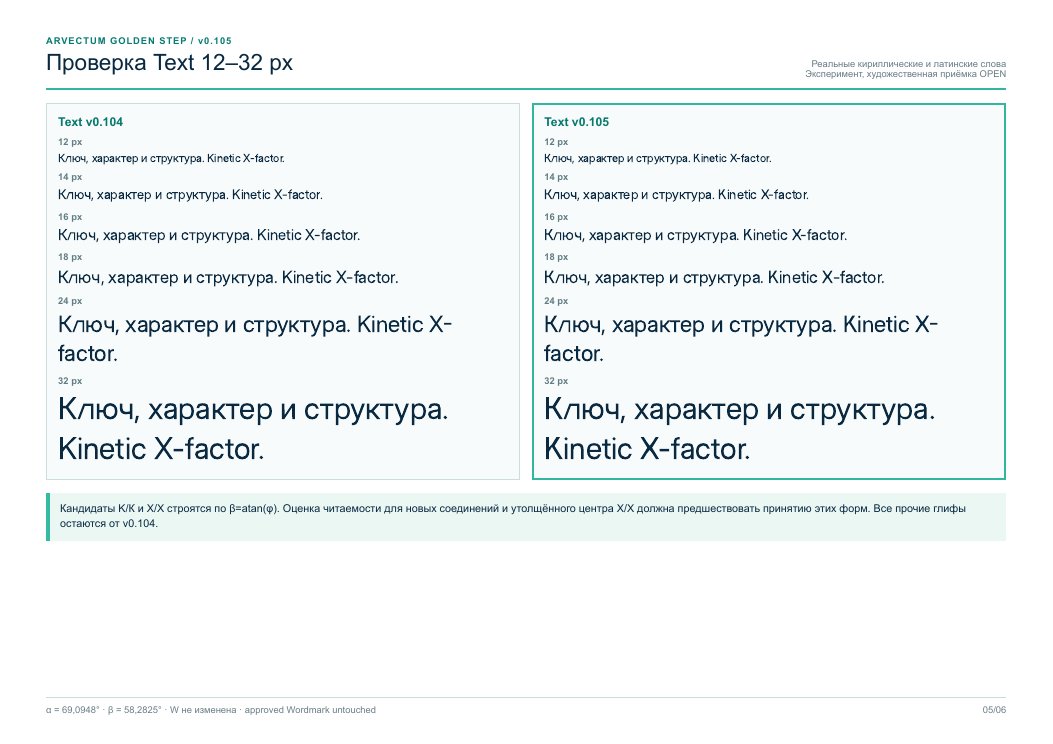 ARVECTUM GOLDEN STEP / v0.105
Проверка Text 12–32 px
Реальные кириллические и латинские слова
Эксперимент, художественная приёмка OPEN
Text v0.104
12 px
Ключ, характер и структура. Kinetic X-factor.
14 px
Ключ, характер и структура. Kinetic X-factor.
16 px
Ключ, характер и структура. Kinetic X-factor.
18 px
Ключ, характер и структура. Kinetic X-factor.
24 px
Ключ, характер и структура. Kinetic X-
factor.
32 px
Ключ, характер и структура.
Kinetic X-factor.
Text v0.105
12 px
Ключ, характер и структура. Kinetic X-factor.
14 px
Ключ, характер и структура. Kinetic X-factor.
16 px
Ключ, характер и структура. Kinetic X-factor.
18 px
Ключ, характер и структура. Kinetic X-factor.
24 px
Ключ, характер и структура. Kinetic X-
factor.
32 px
Ключ, характер и структура.
Kinetic X-factor.
Кандидаты K/К и X/Х строятся по β=atan(φ). Оценка читаемости для новых соединений и утолщённого центра X/Х должна предшествовать принятию этих форм. Все прочие глифы
остаются от v0.104.
α = 69,0948° · β = 58,2825° · W не изменена · approved Wordmark untouched
05/06